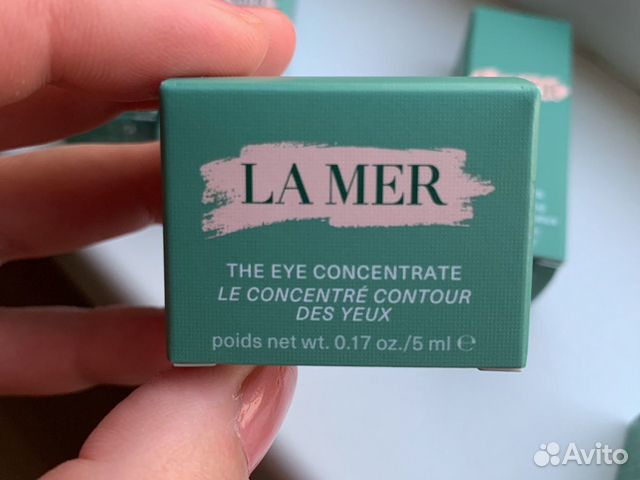 LA MER
THE EYE CONCENTRATE
LE CONCENTRÉ CONTOUR
DES YEUX
poids net wt. 0.17 oz./5 ml ℮
Avito